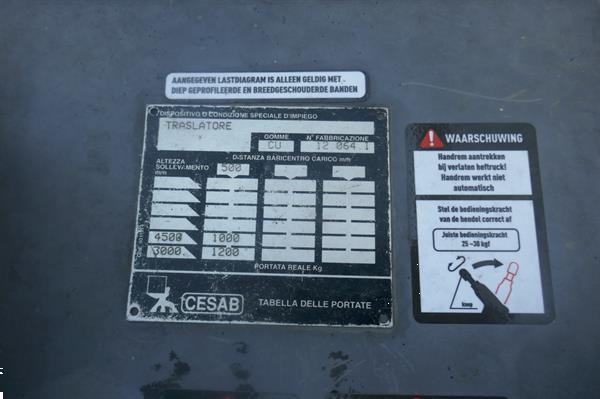 AANGEGEVEN LASTDIAGRAM IS ALLEEN GELDIG MET
DIEP GEPROFILEERDE EN BREEDGESCHOUDERDE BANDEN
DISPOSITIVO O CONDIZIONE SPECIALE D'IMPIEGO
TRASLATORE
GOMME N° FABBRICAZIONE
CU 12 064.1
ALTEZZA
SOLLEVAMENTO
mm
DISTANZA BARICENTRO CARICO mm
500
4500 1000
3000 1200
PORTATA REALE Kg
CESAB TABELLA DELLE PORTATE
WAARSCHUWING
Handrem aantrekken
bij verlaten heftruck!
Handrem werkt niet
automatisch
Stel de bedieningskracht
van de hendel correct af
Juiste bedieningskracht
25 ~30 kgf
knop